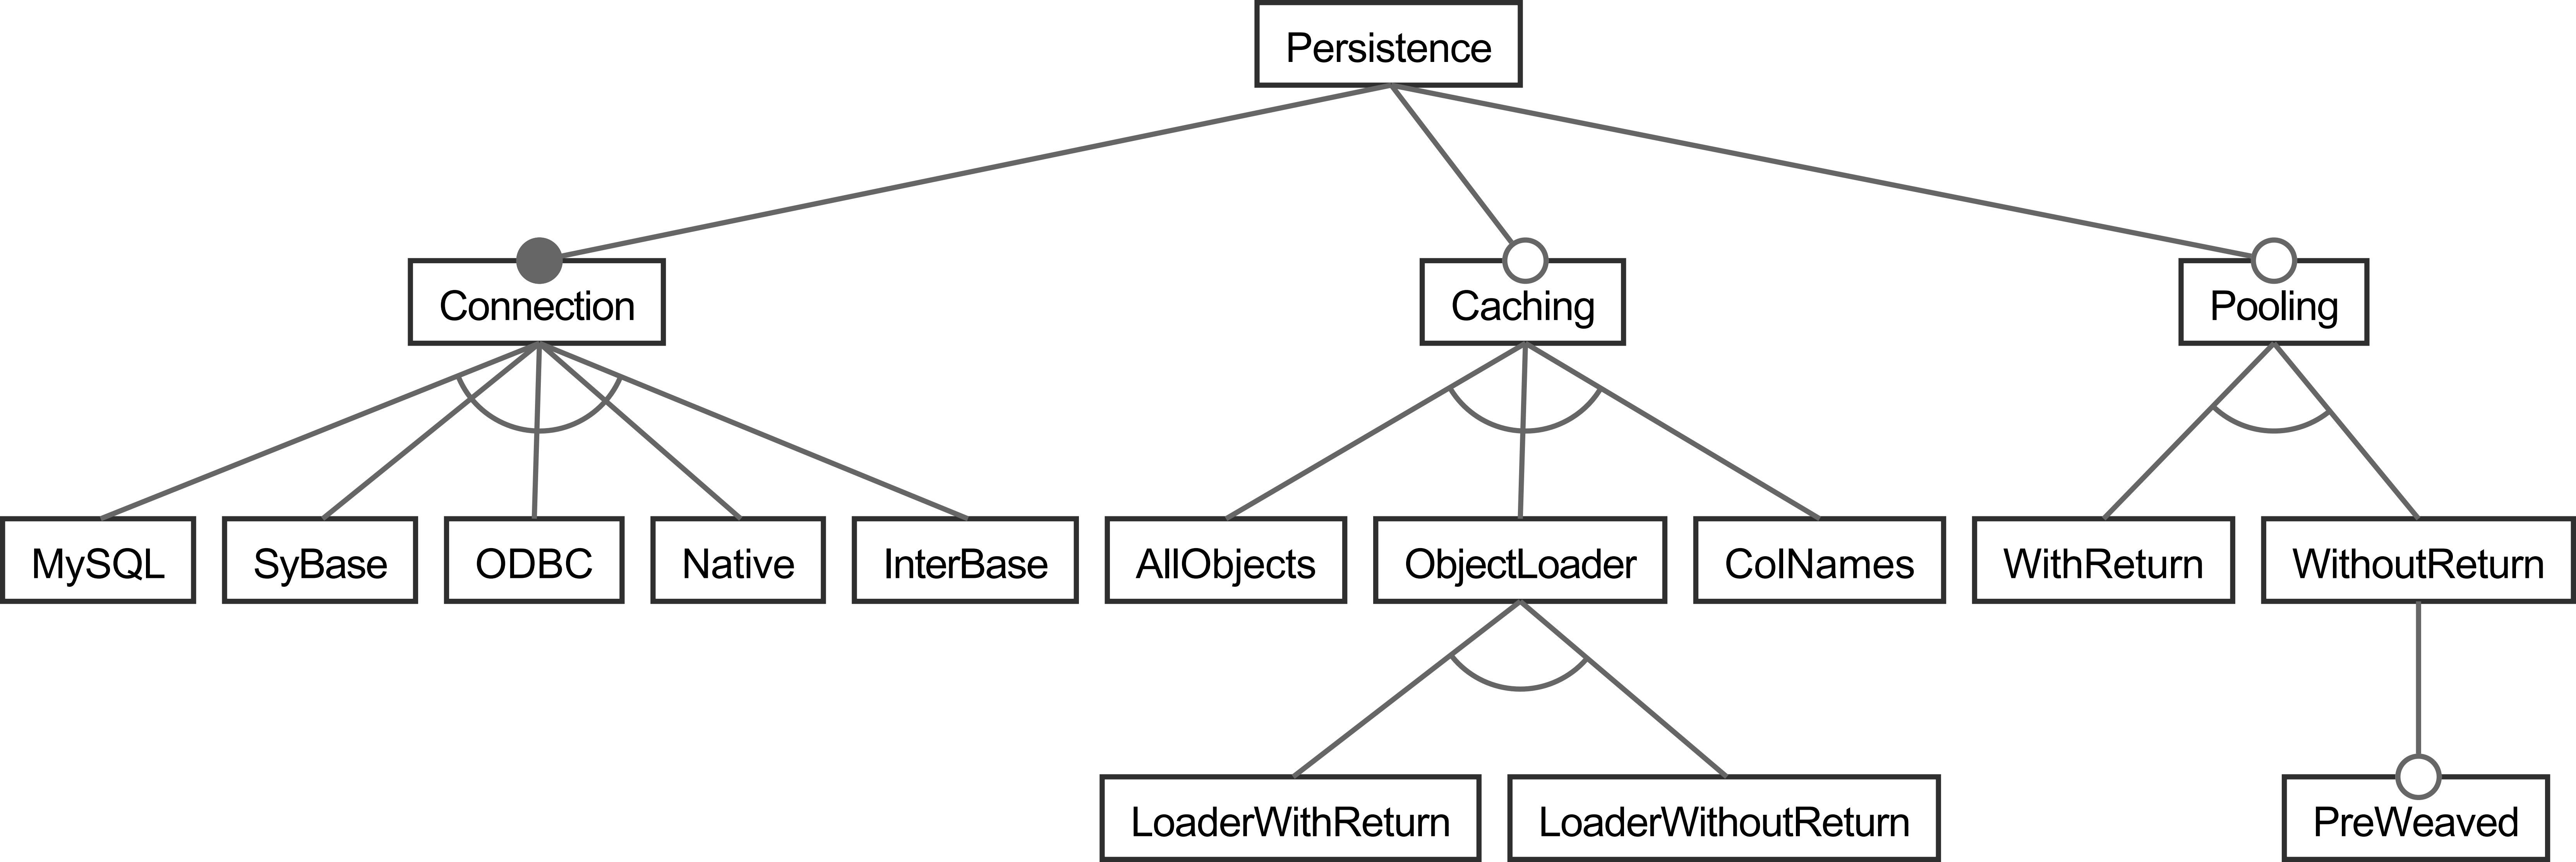 Persistence
Connection
Caching
Pooling
MySQL
SyBase
ODBC
Native
InterBase
AllObjects
ObjectLoader
ColNames
WithReturn
WithoutReturn
LoaderWithReturn
LoaderWithoutReturn
PreWeaved